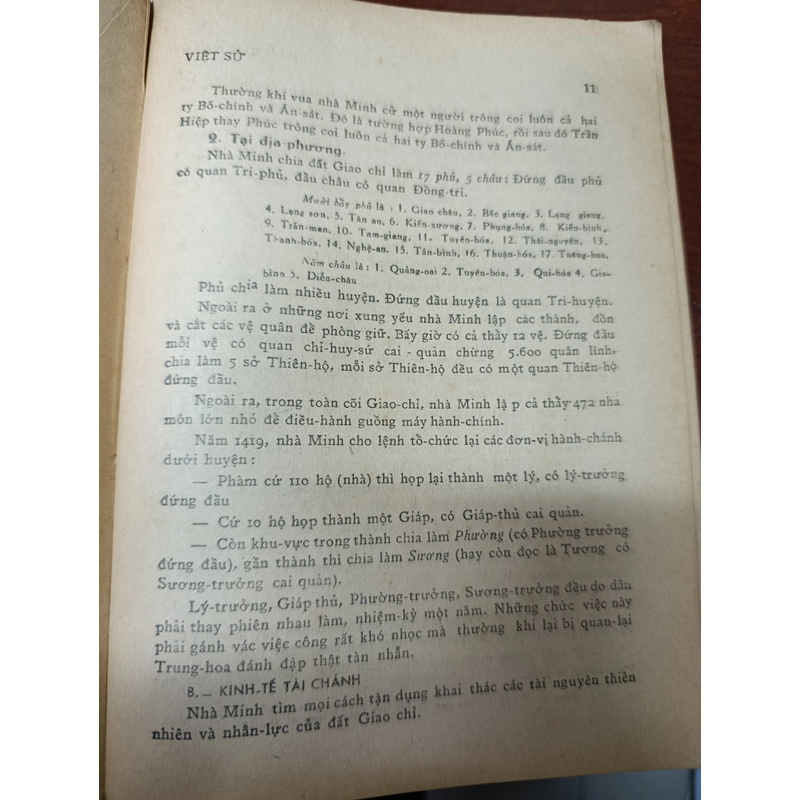 VIỆT SỬ
11
Thường khi vua nhà Minh cử một người trông coi luôn cả hai
ty Bố-chính và Án-sát. Đó là tường hợp Hoàng Phúc, rồi sau đó Trần
Hiệp thay Phúc trông coi luôn cả hai ty Bố-chính và Án-sát.
2. Tại địa-phương.
Nhà Minh chia đất Giao chỉ làm 17 phủ, 5 châu : Đứng đầu phủ
có quan Tri-phủ, đầu châu có quan Đồng-tri.
Mười bảy phủ là : 1. Giao châu, 2. Bắc giang, 3. Lạng giang,
4. Lạng sơn, 5. Tân an, 6. Kiến-xương, 7. Phụng-hóa, 8. Kiến-bình,
9. Trấn-man, 10. Tam-giang, 11. Tuyên-hóa, 12. Thái-nguyên, 13.
Thanh-hóa, 14. Nghệ-an, 15. Tân-bình, 16. Thuận-hóa, 17. Thăng-hoa.
Năm châu là : 1. Quảng-oai 2. Tuyên-hóa, 3. Qui-hóa 4. Gia-
bình 5. Diễn-châu
Phủ chia làm nhiều huyện. Đứng đầu huyện là quan Tri-huyện.
Ngoài ra ở những nơi xung yếu nhà Minh lập các thành, đồn
và cắt các vệ quân để phòng giữ. Bấy giờ có cả thảy 12 vệ. Đứng đầu
mỗi vệ có quan chỉ-huy-sứ cai - quản chừng 5.600 quân lính,
chia làm 5 sở Thiên-hộ, mỗi sở Thiên-hộ đều có một quan Thiên-hộ
đứng đầu.
Ngoài ra, trong toàn cõi Giao-chỉ, nhà Minh lậ p cả thảy 472 nha
môn lớn nhỏ để điều-hành guồng máy hành-chính.
Năm 1419, nhà Minh cho lệnh tổ-chức lại các đơn-vị hành-chánh
dưới huyện :
— Phàm cứ 110 hộ (nhà) thì họp lại thành một lý, có lý-trưởng
đứng đầu
— Cứ 10 hộ họp thành một Giáp, có Giáp-thủ cai quản.
— Còn khu-vực trong thành chia làm Phường (có Phường trưởng
đứng đầu), gần thành thì chia làm Sương (hay còn đọc là Tương có
Sương-trưởng cai quản).
Lý-trưởng, Giáp thủ, Phường-trưởng, Sương-trưởng đều do dân
phải thay phiên nhau làm, nhiệm-kỳ một năm. Những chức việc này
phải gánh vác việc công rất khó nhọc mà thường khi lại bị quan-lại
Trung-hoa đánh đập thật tàn nhẫn.
B.— KINH-TẾ TÀI CHÁNH
Nhà Minh tìm mọi cách tận dụng khai thác các tài nguyên thiên
nhiên và nhân-lực của đất Giao chỉ.